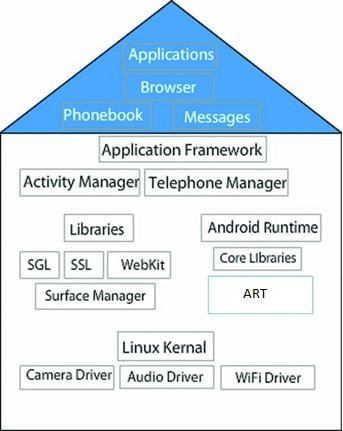 Applications
Browser
Phonebook Messages
Application Framework
Activity Manager Telephone Manager
Libraries Android Runtime
SGL SSL WebKit Core LIbraries
Surface Manager ART
Linux Kernal
Camera Driver Audio Driver WiFi Driver